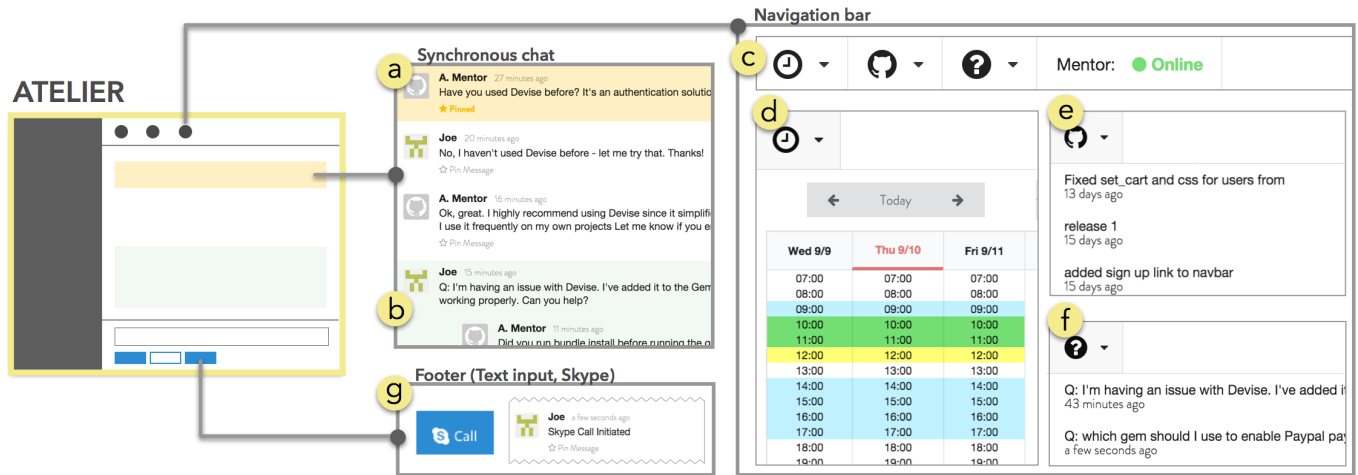 ATELIER
Synchronous chat
a
A. Mentor 27 minutes ago
Have you used Devise before? It's an authentication solutio
Pinned
Joe 20 minutes ago
No, I haven't used Devise before - let me try that. Thanks!
Pin Message
A. Mentor 16 minutes ago
Ok, great. I highly recommend using Devise since it simplifi
I use it frequently on my own projects Let me know if you e
Pin Message
b
Joe 15 minutes ago
Q: I'm having an issue with Devise. I've added it to the Gem
working properly. Can you help?
A. Mentor 11 minutes ago
Did you run bundle install before running the g
Footer (Text input, Skype)
g
S Call
Joe a few seconds ago
Skype Call Initiated
Pin Message
Navigation bar
c
? Mentor: Online
d
Today
Wed 9/9 Thu 9/10 Fri 9/11
07:00 07:00 07:00
08:00 08:00 08:00
09:00 09:00 09:00
10:00 10:00 10:00
11:00 11:00 11:00
12:00 12:00 12:00
13:00 13:00 13:00
14:00 14:00 14:00
15:00 15:00 15:00
16:00 16:00 16:00
17:00 17:00 17:00
18:00 18:00 18:00
19:00 19:00 19:00
e
Fixed set_cart and css for users from
13 days ago
release 1
15 days ago
added sign up link to navbar
15 days ago
f
?
Q: I'm having an issue with Devise. I've added it
43 minutes ago
Q: which gem should I use to enable Paypal pay
a few seconds ago